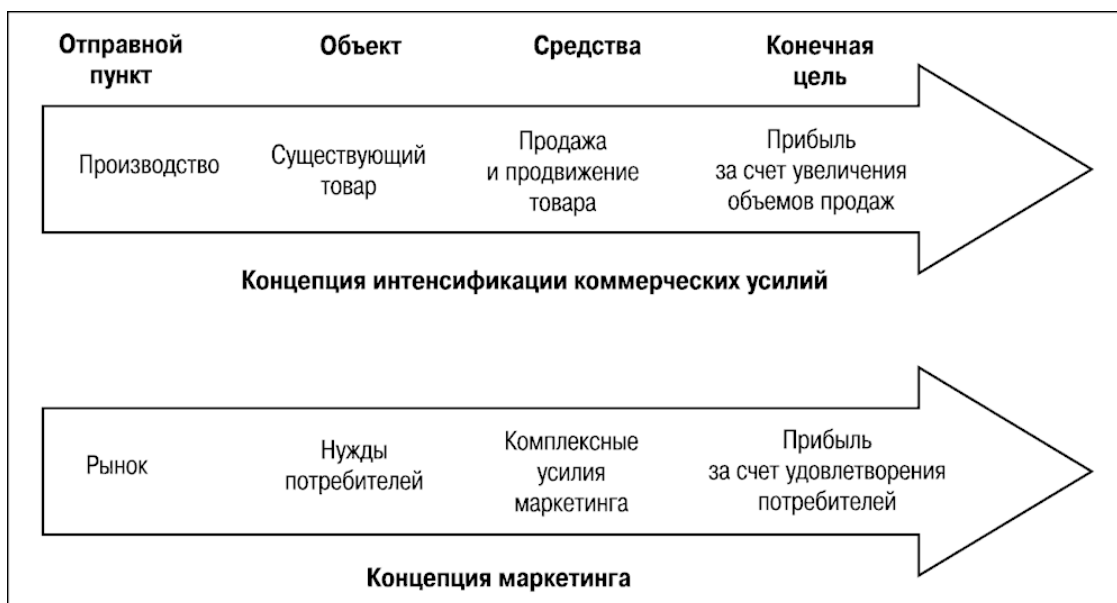 Отправной
пункт
Объект
Средства
Конечная
цель
Производство
Существующий
товар
Продажа
и продвижение
товара
Прибыль
за счет увеличения
объемов продаж
Концепция интенсификации коммерческих усилий
Рынок
Нужды
потребителей
Комплексные
усилия
маркетинга
Прибыль
за счет удовлетворения
потребителей
Концепция маркетинга